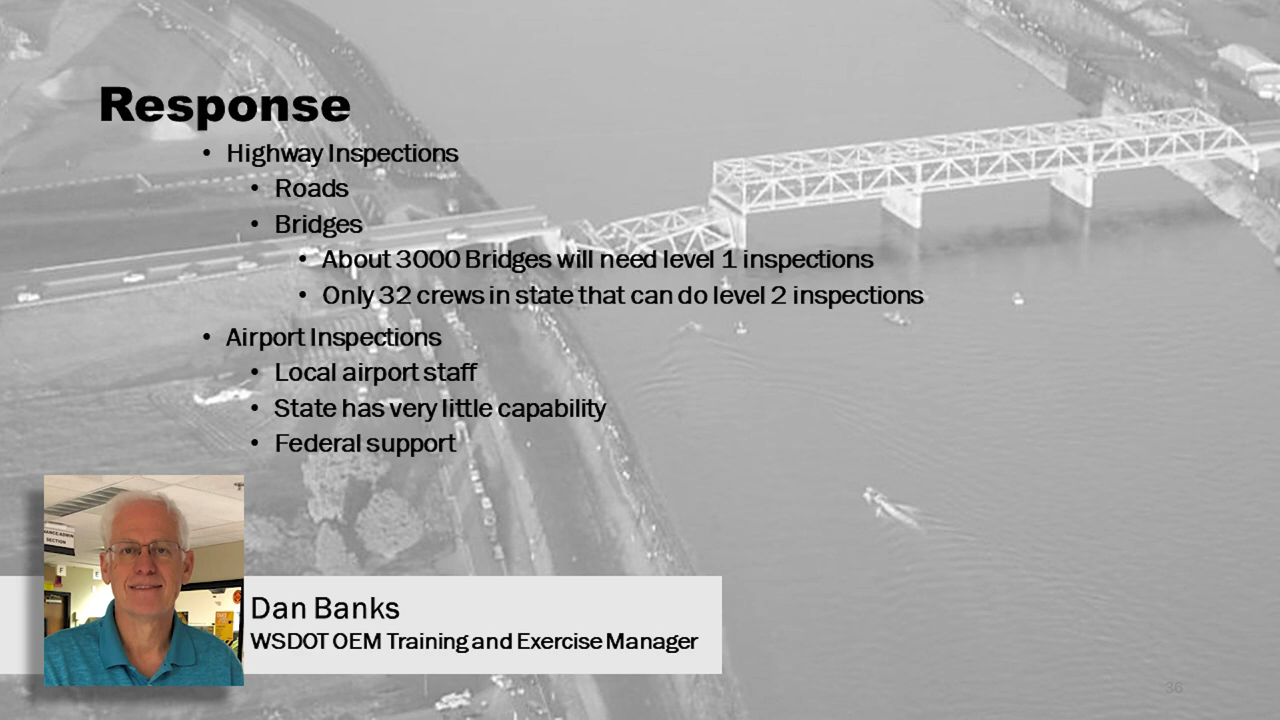 Response
• Highway Inspections
• Roads
• Bridges
• About 3000 Bridges will need level 1 inspections
• Only 32 crews in state that can do level 2 inspections
• Airport Inspections
• Local airport staff
• State has very little capability
• Federal support
SECTION
F
Dan Banks
WSDOT OEM Training and Exercise Manager
36